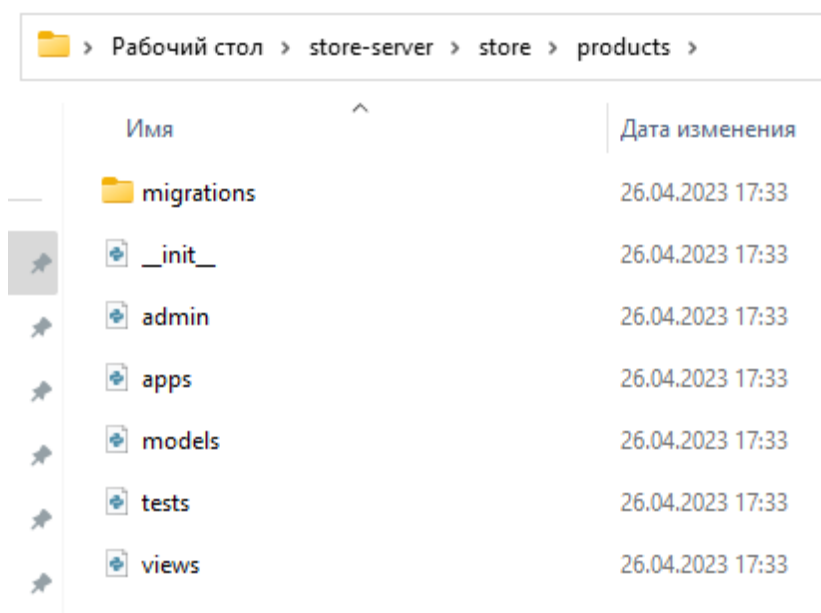 Рабочий стол > store-server > store > products >
Имя Дата изменения
migrations 26.04.2023 17:33
__init__ 26.04.2023 17:33
admin 26.04.2023 17:33
apps 26.04.2023 17:33
models 26.04.2023 17:33
tests 26.04.2023 17:33
views 26.04.2023 17:33